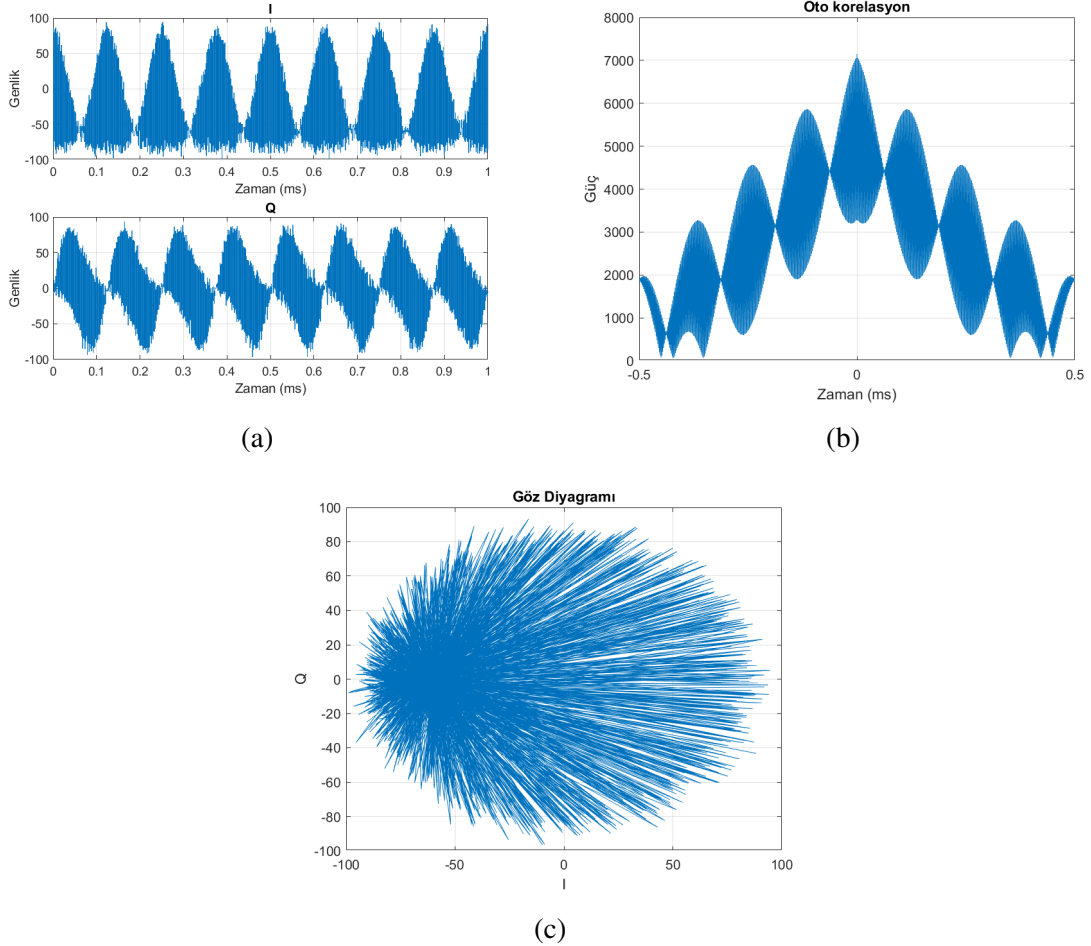 I
Genlik
100
50
0
-50
-100
0 0.1 0.2 0.3 0.4 0.5 0.6 0.7 0.8 0.9 1
Zaman (ms)
Q
Genlik
100
50
0
-50
-100
0 0.1 0.2 0.3 0.4 0.5 0.6 0.7 0.8 0.9 1
Zaman (ms)
(a)
Oto korelasyon
Güç
8000
7000
6000
5000
4000
3000
2000
1000
0
-0.5 0 0.5
Zaman (ms)
(b)
Göz Diyagramı
Q
100
80
60
40
20
0
-20
-40
-60
-80
-100
-100 -50 0 50 100
I
(c)